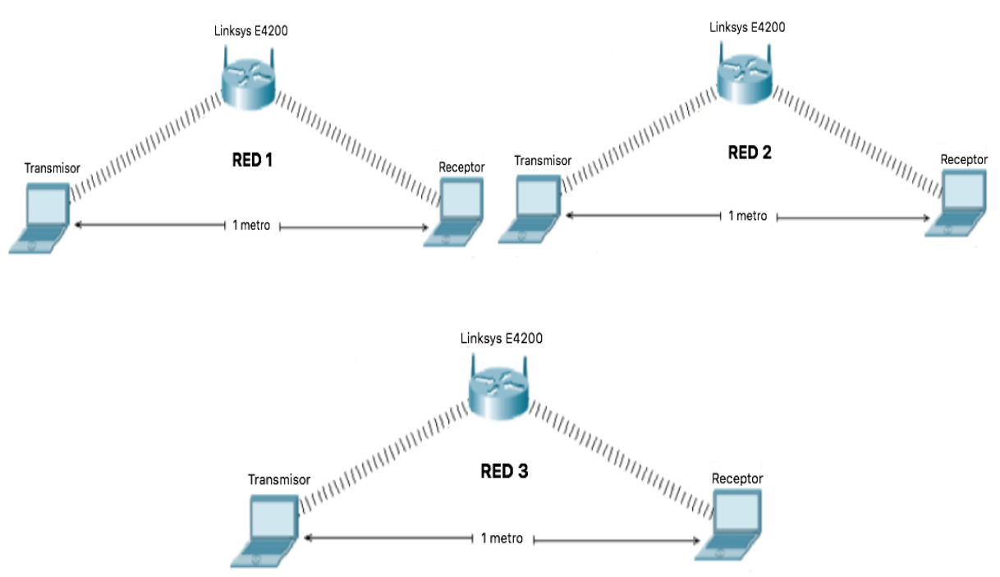 Linksys E4200
RED 1
Transmisor
Receptor
1 metro
Linksys E4200
RED 2
Transmisor
Receptor
1 metro
Linksys E4200
RED 3
Transmisor
Receptor
1 metro